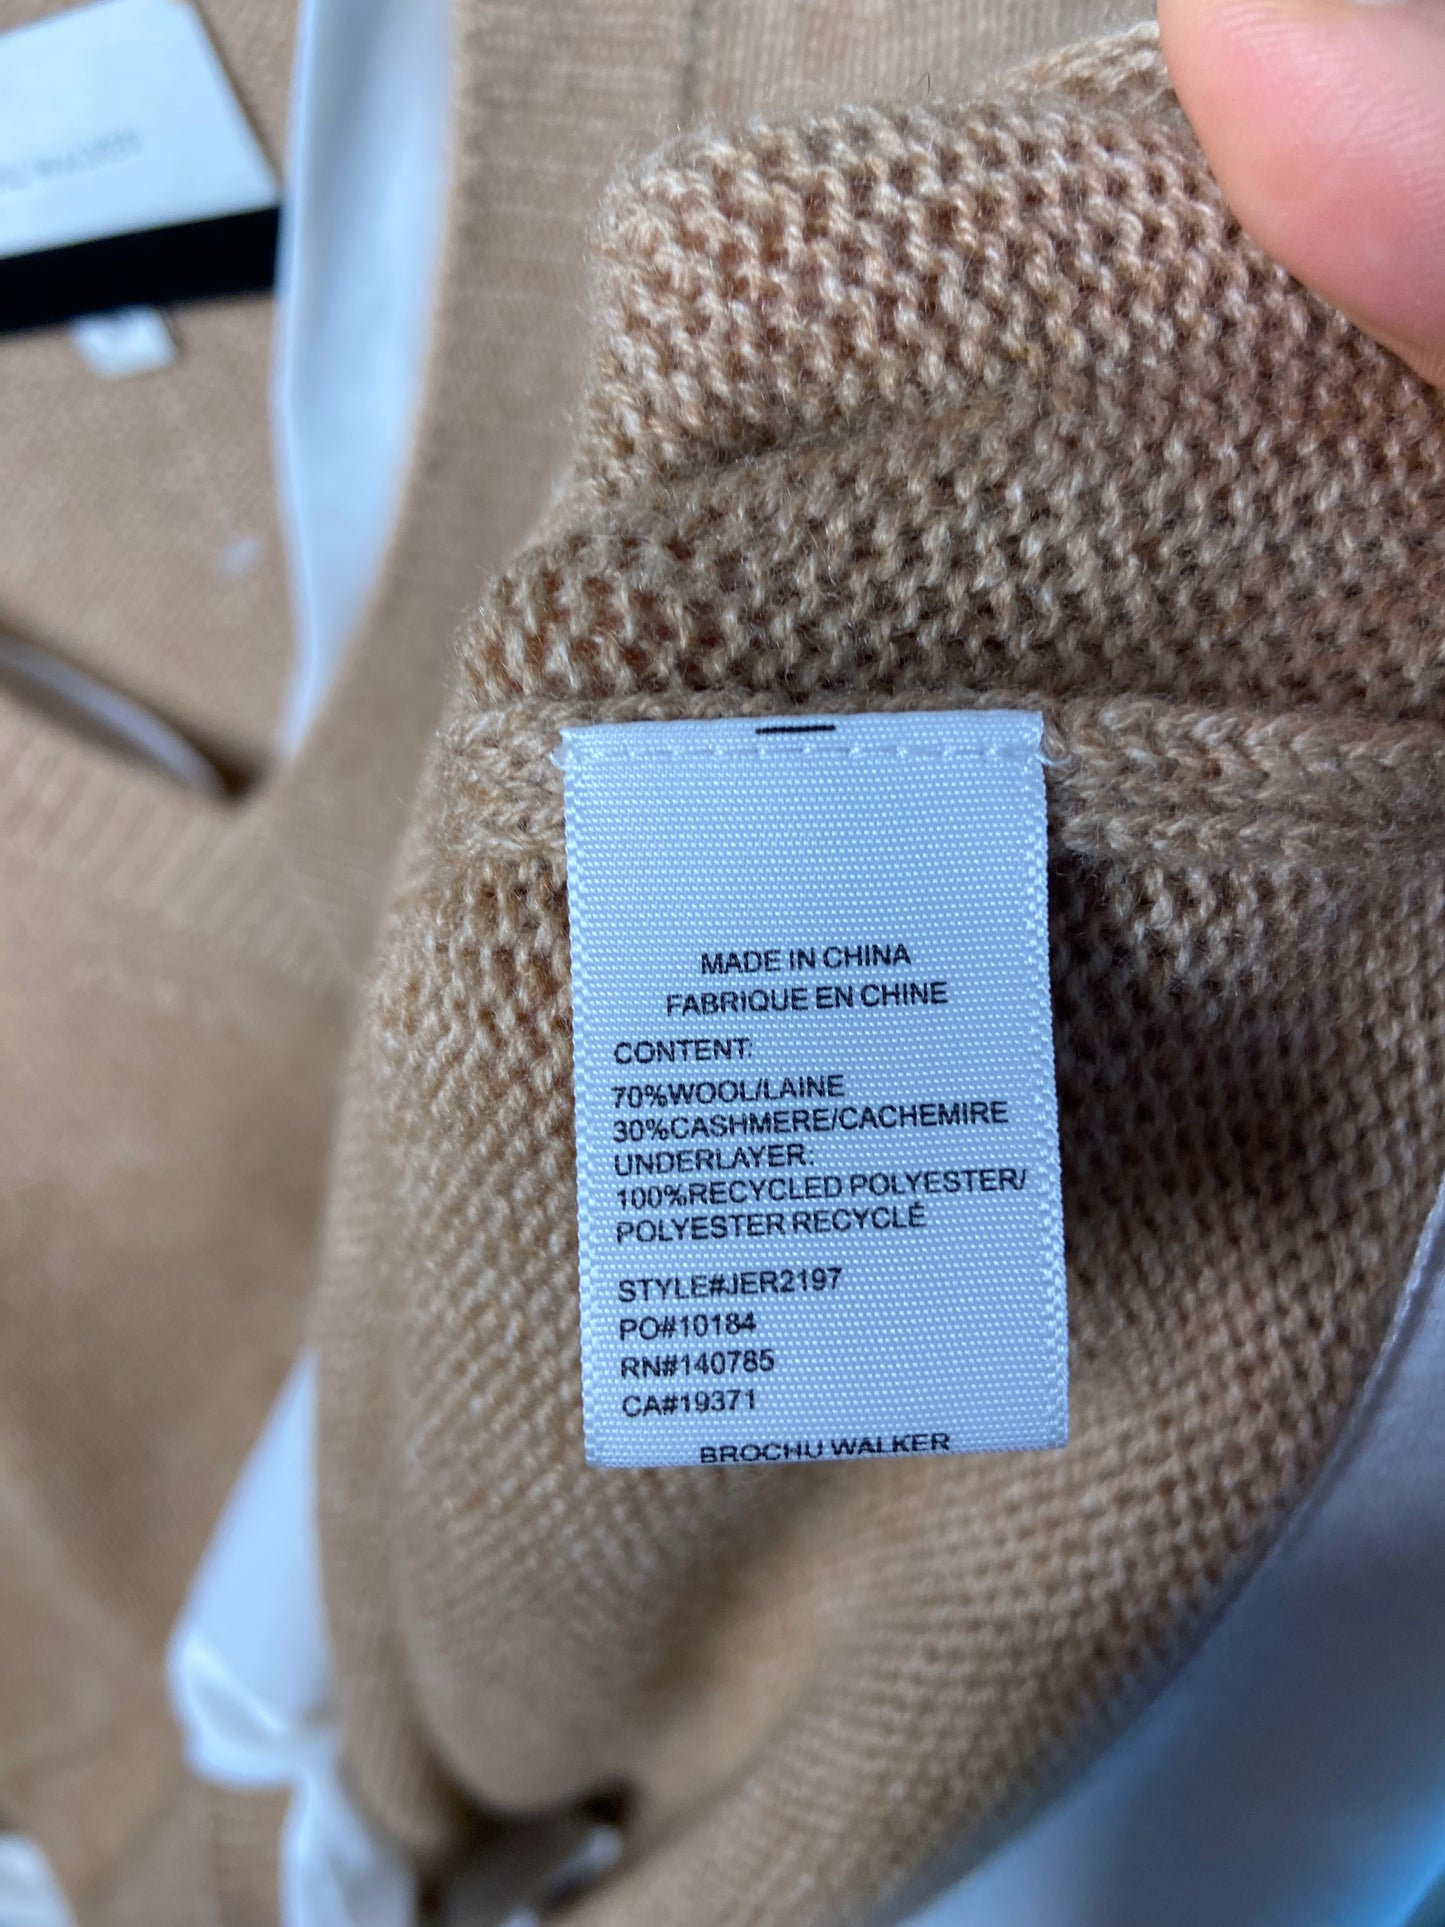 MADE IN CHINA
FABRIQUE EN CHINE
CONTENT:
70%WOOL/LAINE
30%CASHMERE/CACHEMIRE
UNDERLAYER:
100%RECYCLED POLYESTER/
POLYESTER RECYCLÉ
STYLE#JER2197
PO#10184
RN#140785
CA#19371
BROCHU WALKER